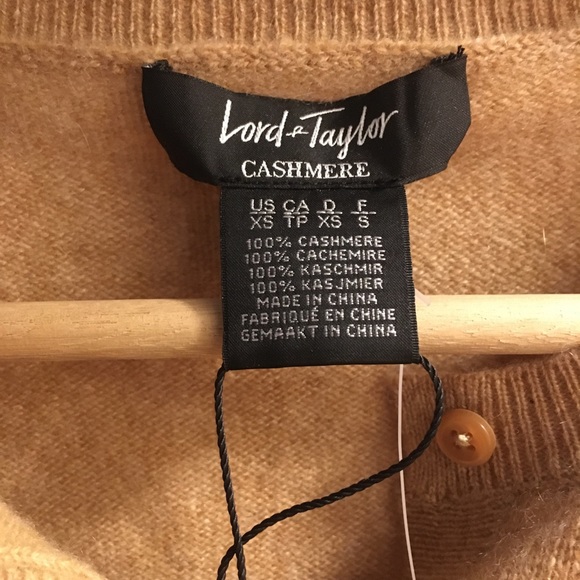 Lord & Taylor
CASHMERE
US CA D F
XS TP XS S
100% CASHMERE
100% CACHEMIRE
100% KASCHMIR
100% KASJMIER
MADE IN CHINA
FABRIQUÉ EN CHINE
GEMAAKT IN CHINA